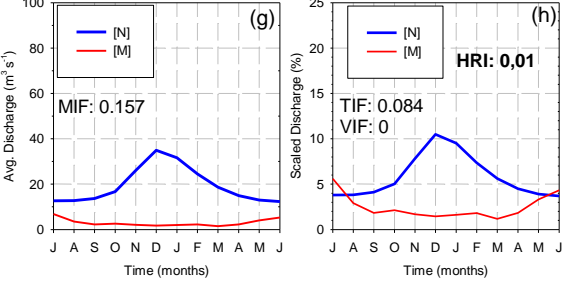 100
80
60
40
20
0
Avg. Discharge (m³ s⁻¹)
[N]
[M]
(g)
MIF: 0.157
J A S O N D J F M A M J
Time (months)
25
20
15
10
5
0
Scaled Discharge (%)
[N]
[M]
(h)
HRI: 0,01
TIF: 0.084
VIF: 0
J A S O N D J F M A M J
Time (months)